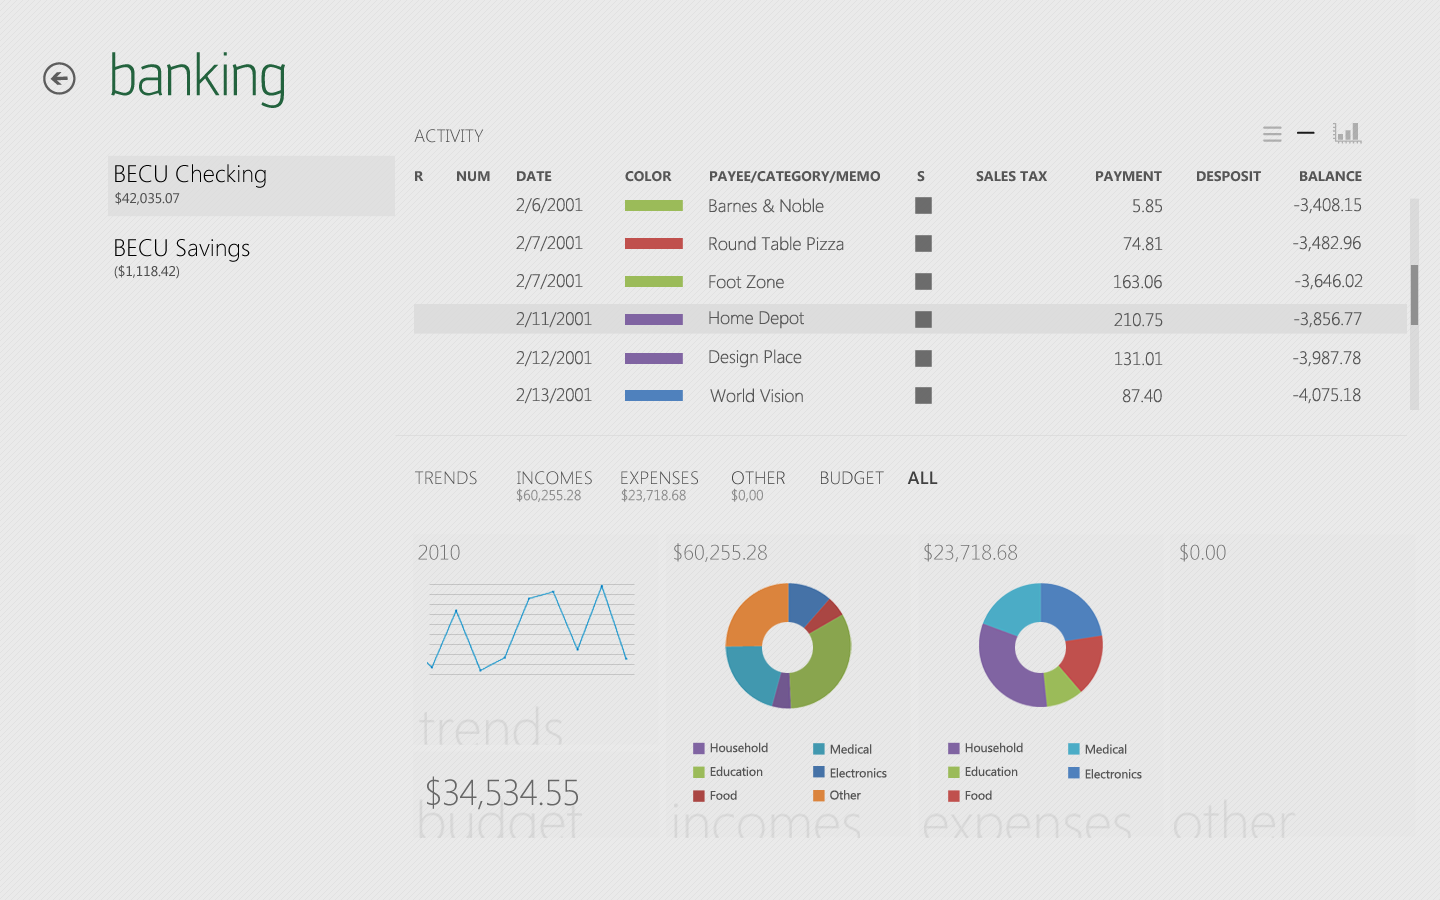 banking
BECU Checking
$42,035.07
BECU Savings
($1,118.42)
ACTIVITY
R NUM DATE COLOR PAYEE/CATEGORY/MEMO S SALES TAX PAYMENT DESPOSIT BALANCE
2/6/2001 Barnes & Noble 5.85 -3,408.15
2/7/2001 Round Table Pizza 74.81 -3,482.96
2/7/2001 Foot Zone 163.06 -3,646.02
2/11/2001 Home Depot 210.75 -3,856.77
2/12/2001 Design Place 131.01 -3,987.78
2/13/2001 World Vision 87.40 -4,075.18
TRENDS INCOMES EXPENSES OTHER BUDGET ALL
$60,255.28 $23,718.68 $0,00
2010 $60,255.28 $23,718.68 $0.00
trends
Household Medical Household Medical
Education Electronics Education Electronics
Food Other Food
$34,534.55
budget incomes expenses other